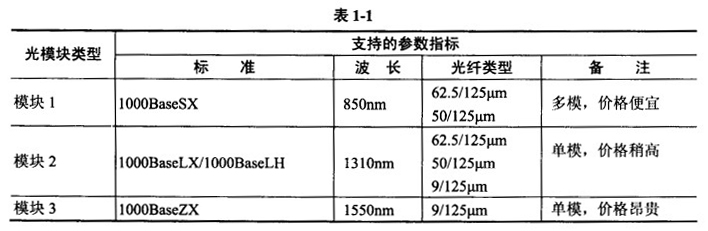 表1-1
光模块类型 支持的参数指标
标 准 波 长 光纤类型 备 注
模块1 1000BaseSX 850nm 62.5/125μm 多模，价格便宜
50/125μm
模块2 1000BaseLX/1000BaseLH 1310nm 62.5/125μm 单模，价格稍高
50/125μm
9/125μm
模块3 1000BaseZX 1550nm 9/125μm 单模，价格昂贵